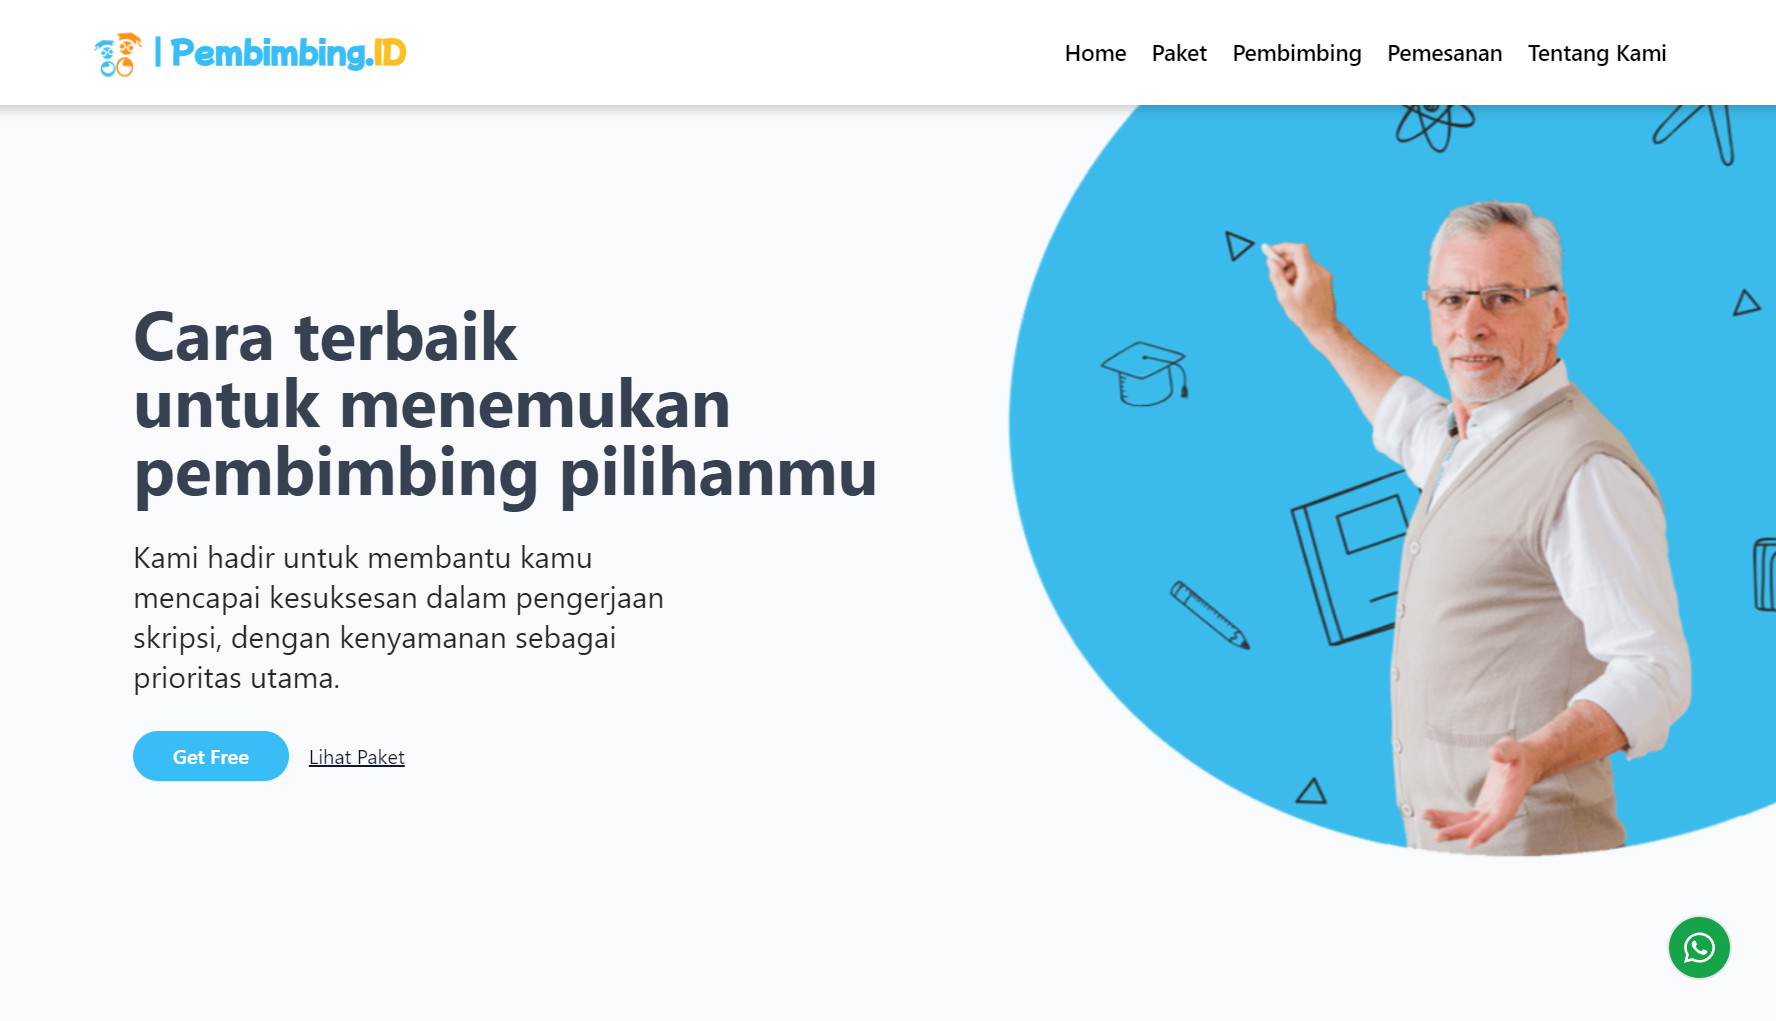 | Pembimbing.ID
Home Paket Pembimbing Pemesanan Tentang Kami
Cara terbaik
untuk menemukan
pembimbing pilihanmu
Kami hadir untuk membantu kamu
mencapai kesuksesan dalam pengerjaan
skripsi, dengan kenyamanan sebagai
prioritas utama.
Get Free Lihat Paket